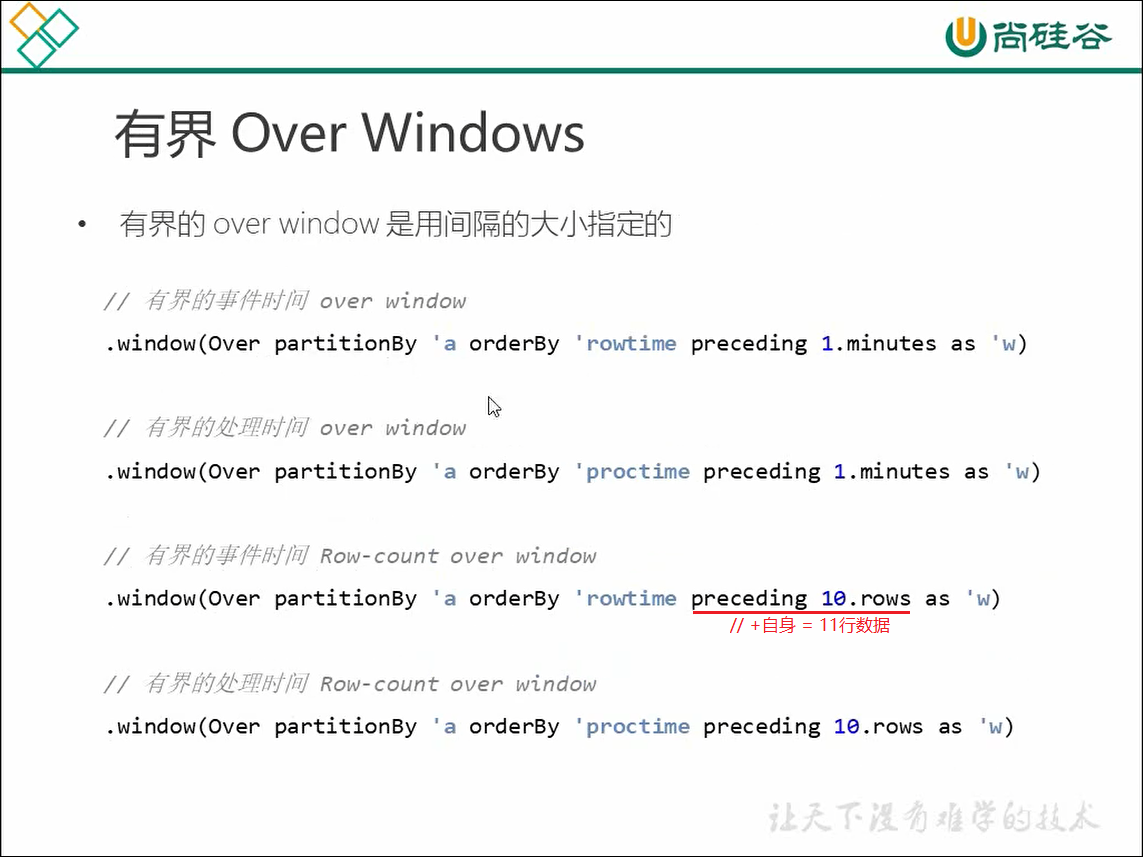 尚硅谷
有界 Over Windows
• 有界的 over window 是用间隔的大小指定的
// 有界的事件时间 over window
.window(Over partitionBy 'a orderBy 'rowtime preceding 1.minutes as 'w)
// 有界的处理时间 over window
.window(Over partitionBy 'a orderBy 'proctime preceding 1.minutes as 'w)
// 有界的事件时间 Row-count over window
.window(Over partitionBy 'a orderBy 'rowtime preceding 10.rows as 'w)
// +自身 = 11行数据
// 有界的处理时间 Row-count over window
.window(Over partitionBy 'a orderBy 'proctime preceding 10.rows as 'w)
让天下没有难学的技术